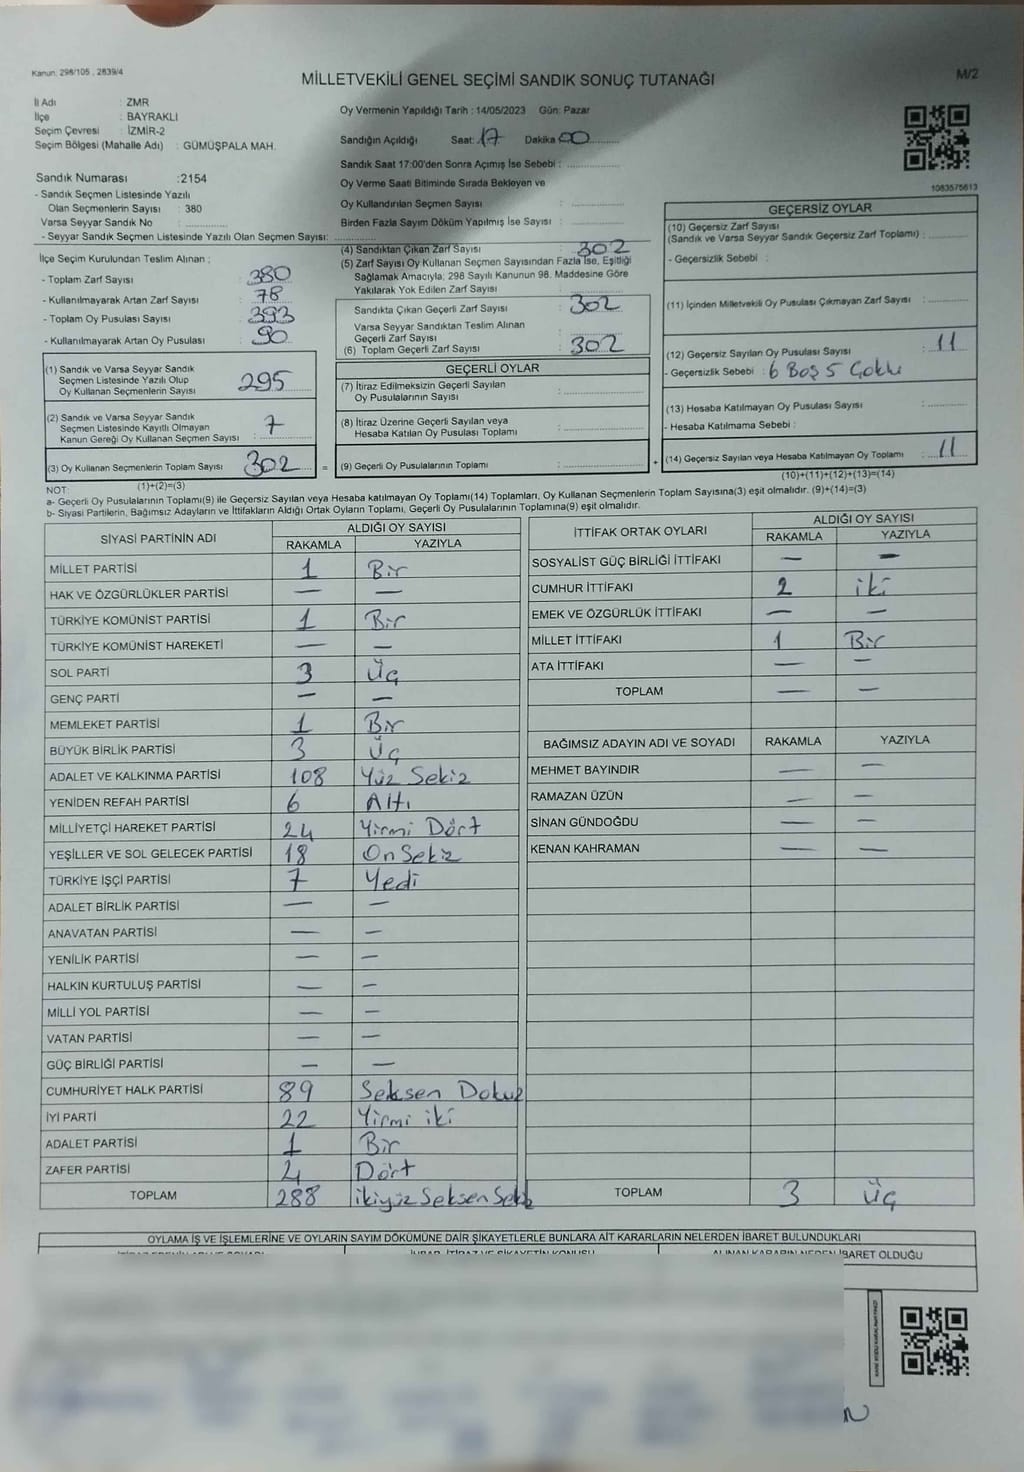 Kanun: 298/105 , 2839/4
MİLLETVEKİLİ GENEL SEÇİMİ SANDIK SONUÇ TUTANAĞI
M/2
İl Adı : ZMR
İlçe : BAYRAKLI
Seçim Çevresi : İZMİR-2
Seçim Bölgesi (Mahalle Adı) : GÜMÜŞPALA MAH.
Oy Vermenin Yapıldığı Tarih : 14/05/2023 Gün: Pazar
Sandığın Açıldığı Saat: 17 Dakika 00
Sandık Saat 17:00'den Sonra Açımış İse Sebebi :
Oy Verme Saati Bitiminde Sırada Bekleyen ve
Oy Kullandırılan Seçmen Sayısı :
Birden Fazla Sayım Döküm Yapılmış İse Sayısı :
1083575613
Sandık Numarası :2154
- Sandık Seçmen Listesinde Yazılı
Olan Seçmenlerin Sayısı : 380
Varsa Seyyar Sandık No :
- Seyyar Sandık Seçmen Listesinde Yazılı Olan Seçmen Sayısı:
İlçe Seçim Kurulundan Teslim Alınan ;
- Toplam Zarf Sayısı : 380
- Kullanılmayarak Artan Zarf Sayısı : 78
- Toplam Oy Pusulası Sayısı : 393
- Kullanılmayarak Artan Oy Pusulası : 90
(4) Sandıktan Çıkan Zarf Sayısı : 302
(5) Zarf Sayısı Oy Kullanan Seçmen Sayısından Fazla İse, Eşitliği
Sağlamak Amacıyla; 298 Sayılı Kanunun 98. Maddesine Göre
Yakılarak Yok Edilen Zarf Sayısı :
Sandıkta Çıkan Geçerli Zarf Sayısı : 302
Varsa Seyyar Sandıktan Teslim Alınan
Geçerli Zarf Sayısı :
(6) Toplam Geçerli Zarf Sayısı : 302
GEÇERSİZ OYLAR
(10) Geçersiz Zarf Sayısı
(Sandık ve Varsa Seyyar Sandık Geçersiz Zarf Toplamı) :
- Geçersizlik Sebebi :
(11) İçinden Milletvekili Oy Pusulası Çıkmayan Zarf Sayısı :
(12) Geçersiz Sayılan Oy Pusulası Sayısı : 11
- Geçersizlik Sebebi : 6 Boş 5 Çoklu
(13) Hesaba Katılmayan Oy Pusulası Sayısı :
- Hesaba Katılmama Sebebi :
(14) Geçersiz Sayılan veya Hesaba Katılmayan Oy Toplamı : 11
(10)+(11)+(12)+(13)=(14)
(1) Sandık ve Varsa Seyyar Sandık
Seçmen Listesinde Yazılı Olup
Oy Kullanan Seçmenlerin Sayısı : 295
(2) Sandık ve Varsa Seyyar Sandık
Seçmen Listesinde Kayıtlı Olmayan
Kanun Gereği Oy Kullanan Seçmen Sayısı : 7
(3) Oy Kullanan Seçmenlerin Toplam Sayısı : 302 =
(1)+(2)=(3)
GEÇERLİ OYLAR
(7) İtiraz Edilmeksizin Geçerli Sayılan
Oy Pusulalarının Sayısı :
(8) İtiraz Üzerine Geçerli Sayılan veya
Hesaba Katılan Oy Pusulası Toplamı :
(9) Geçerli Oy Pusulalarının Toplamı : +
NOT:
a- Geçerli Oy Pusulalarının Toplamı(9) ile Geçersiz Sayılan veya Hesaba katılmayan Oy Toplamı(14) Toplamları, Oy Kullanan Seçmenlerin Toplam Sayısına(3) eşit olmalıdır. (9)+(14)=(3)
b- Siyasi Partilerin, Bağımsız Adayların ve İttifakların Aldığı Ortak Oyların Toplamı, Geçerli Oy Pusulalarının Toplamına(9) eşit olmalıdır.
SİYASİ PARTİNİN ADI ALDIĞI OY SAYISI
RAKAMLA YAZIYLA
MİLLET PARTİSİ 1 Bir
HAK VE ÖZGÜRLÜKLER PARTİSİ — —
TÜRKİYE KOMÜNİST PARTİSİ 1 Bir
TÜRKİYE KOMÜNİST HAREKETİ — —
SOL PARTİ 3 Üç
GENÇ PARTİ — —
MEMLEKET PARTİSİ 1 Bir
BÜYÜK BİRLİK PARTİSİ 3 Üç
ADALET VE KALKINMA PARTİSİ 108 Yüz Sekiz
YENİDEN REFAH PARTİSİ 6 Altı
MİLLİYETÇİ HAREKET PARTİSİ 24 Yirmi Dört
YEŞİLLER VE SOL GELECEK PARTİSİ 18 On Sekiz
TÜRKİYE İŞÇİ PARTİSİ 7 Yedi
ADALET BİRLİK PARTİSİ — —
ANAVATAN PARTİSİ — —
YENİLİK PARTİSİ — —
HALKIN KURTULUŞ PARTİSİ — —
MİLLİ YOL PARTİSİ — —
VATAN PARTİSİ — —
GÜÇ BİRLİĞİ PARTİSİ — —
CUMHURİYET HALK PARTİSİ 89 Seksen Dokuz
İYİ PARTİ 22 Yirmi iki
ADALET PARTİSİ 1 Bir
ZAFER PARTİSİ 4 Dört
TOPLAM 288 ikiyüz Seksen Sekiz
İTTİFAK ORTAK OYLARI ALDIĞI OY SAYISI
RAKAMLA YAZIYLA
SOSYALİST GÜÇ BİRLİĞİ İTTİFAKI — —
CUMHUR İTTİFAKI 2 iki
EMEK VE ÖZGÜRLÜK İTTİFAKI — —
MİLLET İTTİFAKI 1 Bir
ATA İTTİFAKI — —
TOPLAM — —
BAĞIMSIZ ADAYIN ADI VE SOYADI RAKAMLA YAZIYLA
MEHMET BAYINDIR — —
RAMAZAN ÜZÜN — —
SİNAN GÜNDOĞDU — —
KENAN KAHRAMAN — —
TOPLAM 3 Üç
OYLAMA İŞ VE İŞLEMLERİNE VE OYLARIN SAYIM DÖKÜMÜNE DAİR ŞİKAYETLERLE BUNLARA AİT KARARLARIN NELERDEN İBARET BULUNDUKLARI
İHBAR, İTİRAZ VE ŞİKAYETİN KONUSU ALINAN KARARIN NEDEN İBARET OLDUĞU